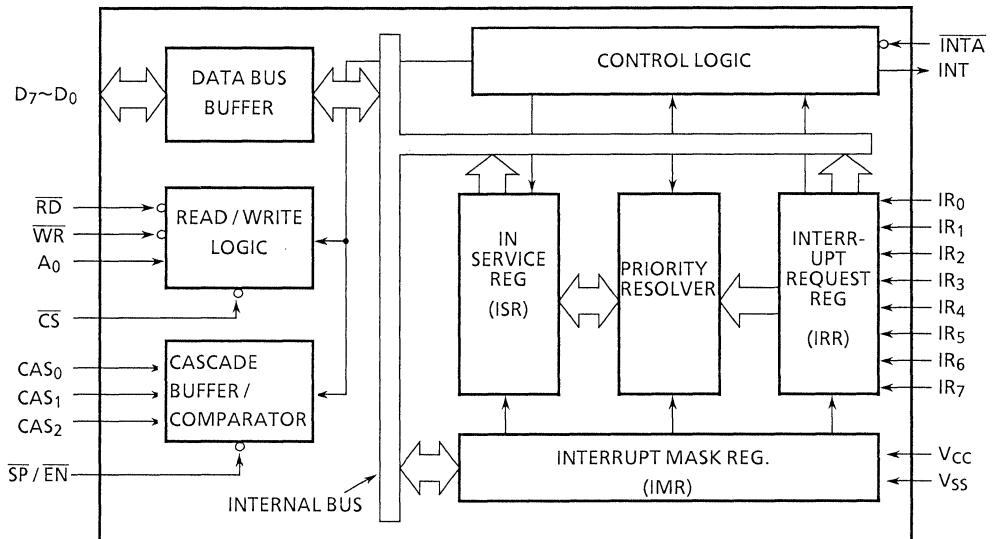 D7~D0
DATA BUS
BUFFER
CONTROL LOGIC
INTA
INT
RD
WR
A0
CS
READ / WRITE
LOGIC
CAS0
CAS1
CAS2
SP / EN
CASCADE
BUFFER /
COMPARATOR
INTERNAL BUS
IN
SERVICE
REG
(ISR)
PRIORITY
RESOLVER
INTERR-
UPT
REQUEST
REG
(IRR)
IR0
IR1
IR2
IR3
IR4
IR5
IR6
IR7
INTERRUPT MASK REG.
(IMR)
VCC
VSS